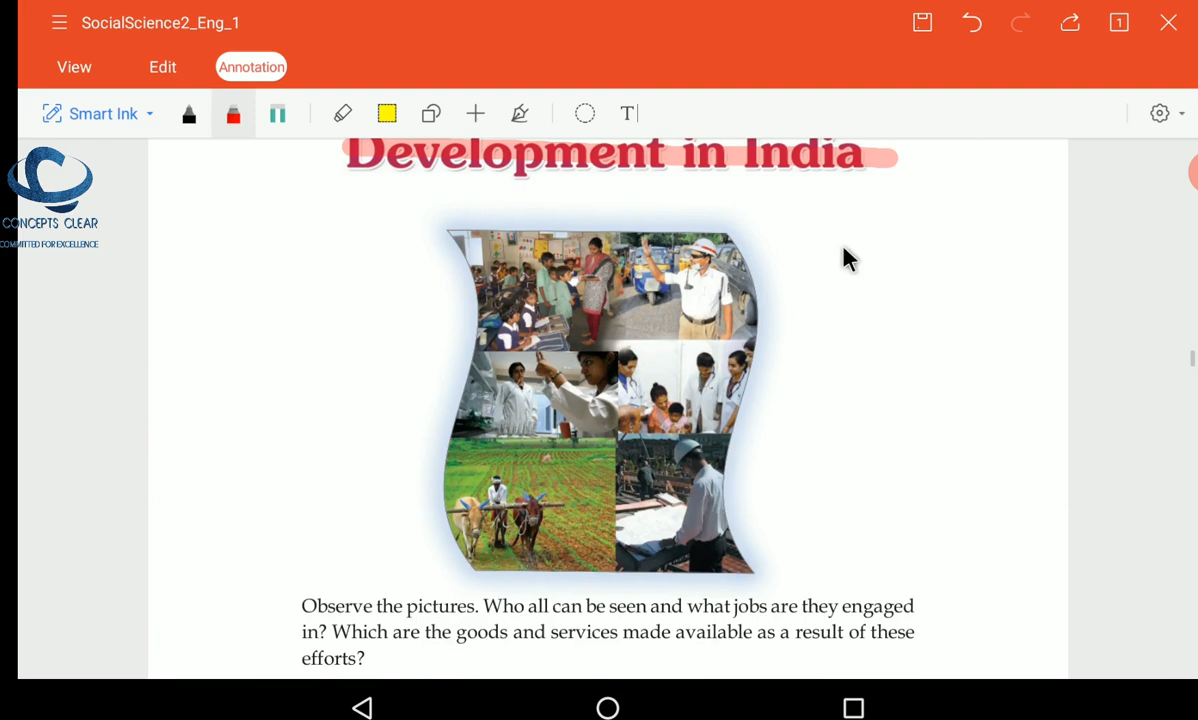 SocialScience2_Eng_1
1
View Edit Annotation
Smart Ink
T
Development in India
CONCEPTS CLEAR
COMMITTED FOR EXCELLENCE
Observe the pictures. Who all can be seen and what jobs are they engaged
in? Which are the goods and services made available as a result of these
efforts?